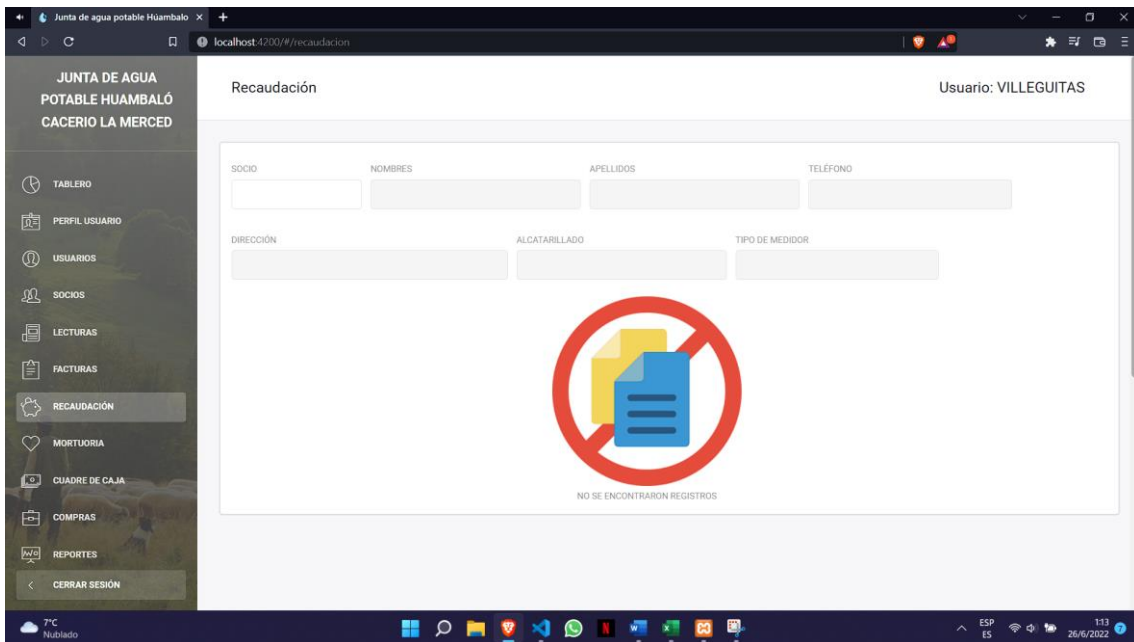 Junta de agua potable Húambalo
localhost:4200/#/recaudacion
JUNTA DE AGUA
POTABLE HUAMBALÓ
CACERIO LA MERCED
Recaudación
Usuario: VILLEGUITAS
TABLERO
PERFIL USUARIO
USUARIOS
SOCIOS
LECTURAS
FACTURAS
RECAUDACIÓN
MORTUORIA
CUADRE DE CAJA
COMPRAS
REPORTES
CERRAR SESIÓN
SOCIO NOMBRES APELLIDOS TELÉFONO
DIRECCIÓN ALCATARILLADO TIPO DE MEDIDOR
NO SE ENCONTRARON REGISTROS
7°C
Nublado
ESP
ES
1:13
26/6/2022